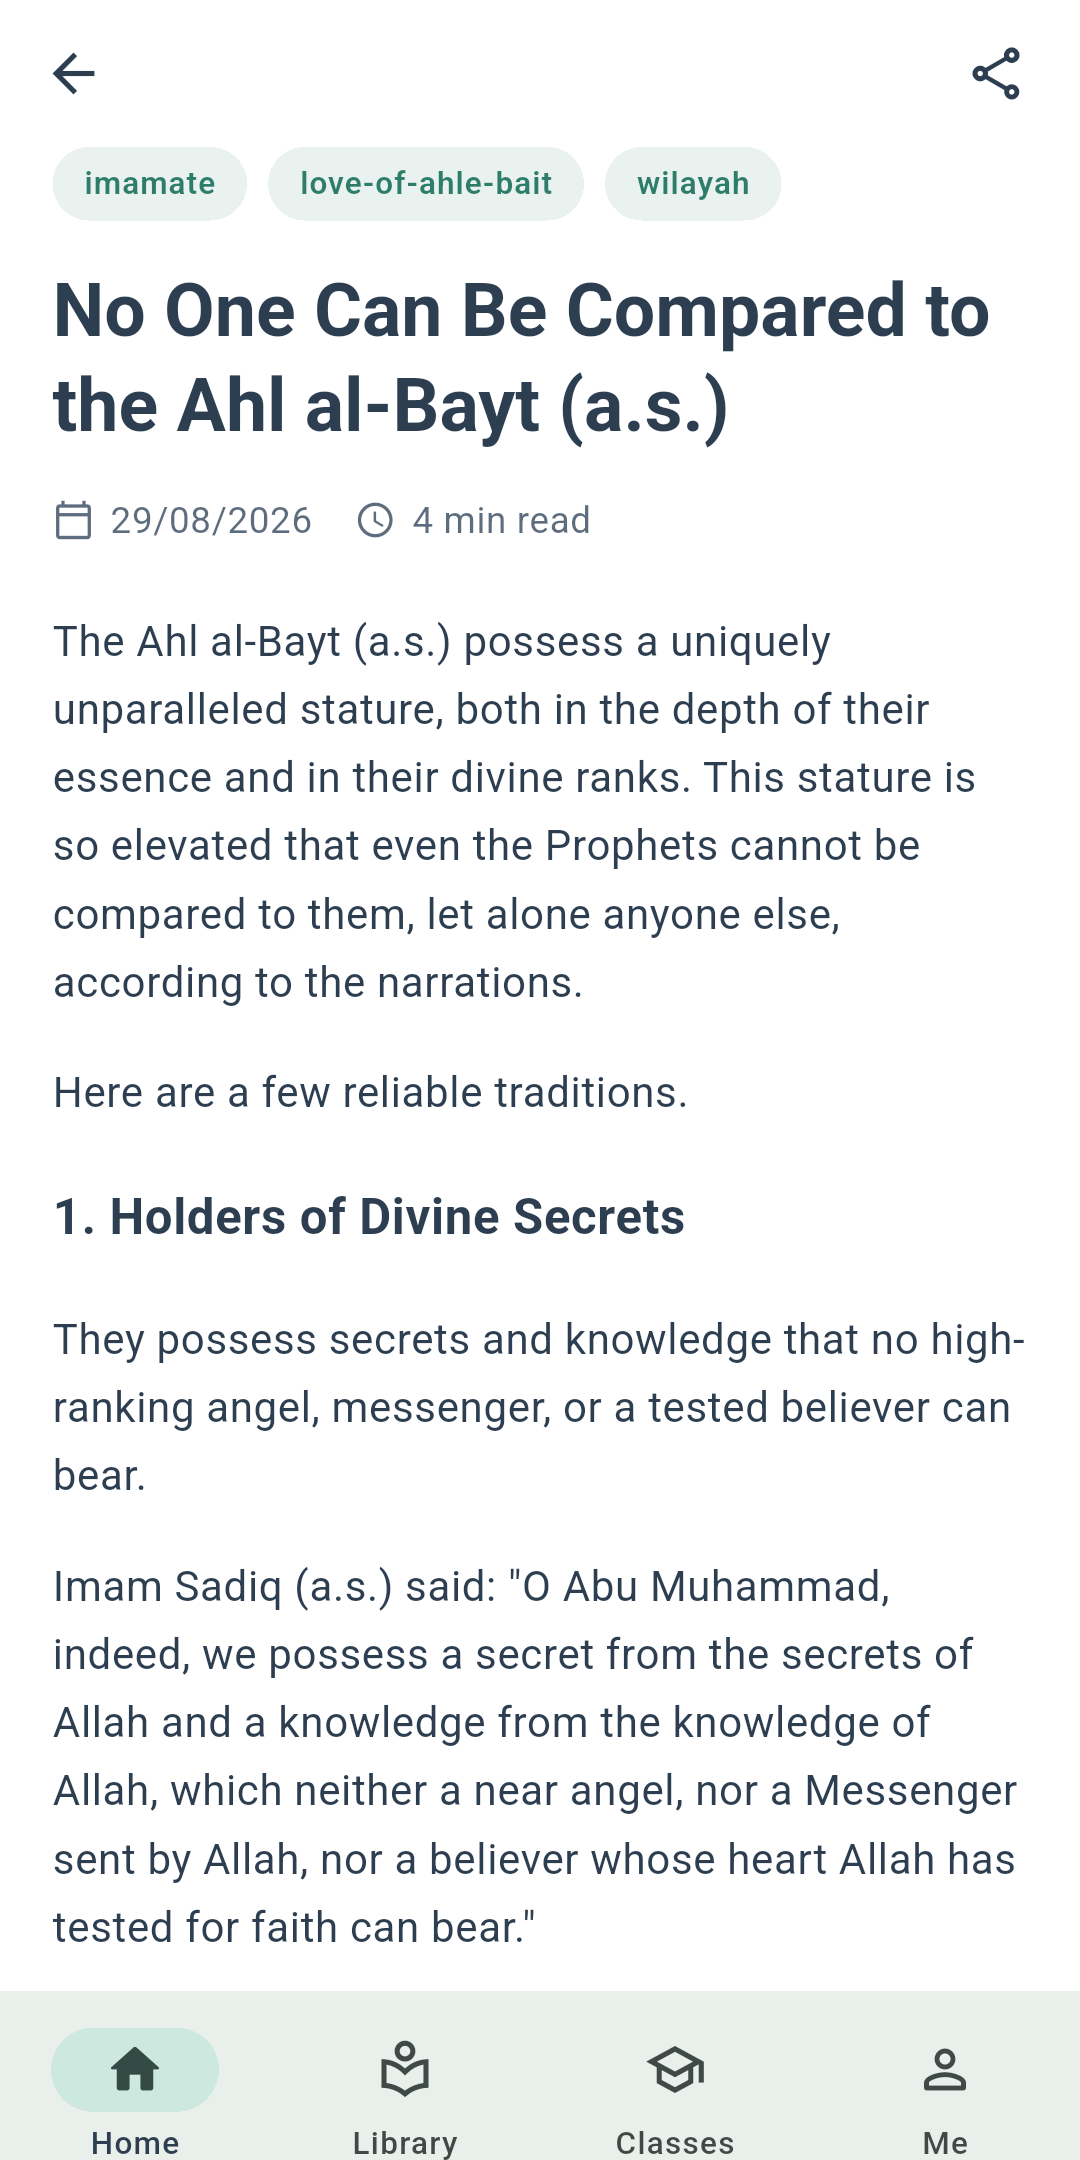 imamate love-of-ahle-bait wilayah
No One Can Be Compared to
the Ahl al-Bayt (a.s.)
29/08/2026 4 min read
The Ahl al-Bayt (a.s.) possess a uniquely
unparalleled stature, both in the depth of their
essence and in their divine ranks. This stature is
so elevated that even the Prophets cannot be
compared to them, let alone anyone else,
according to the narrations.
Here are a few reliable traditions.
1. Holders of Divine Secrets
They possess secrets and knowledge that no high-
ranking angel, messenger, or a tested believer can
bear.
Imam Sadiq (a.s.) said: "O Abu Muhammad,
indeed, we possess a secret from the secrets of
Allah and a knowledge from the knowledge of
Allah, which neither a near angel, nor a Messenger
sent by Allah, nor a believer whose heart Allah has
tested for faith can bear."
Home Library Classes Me